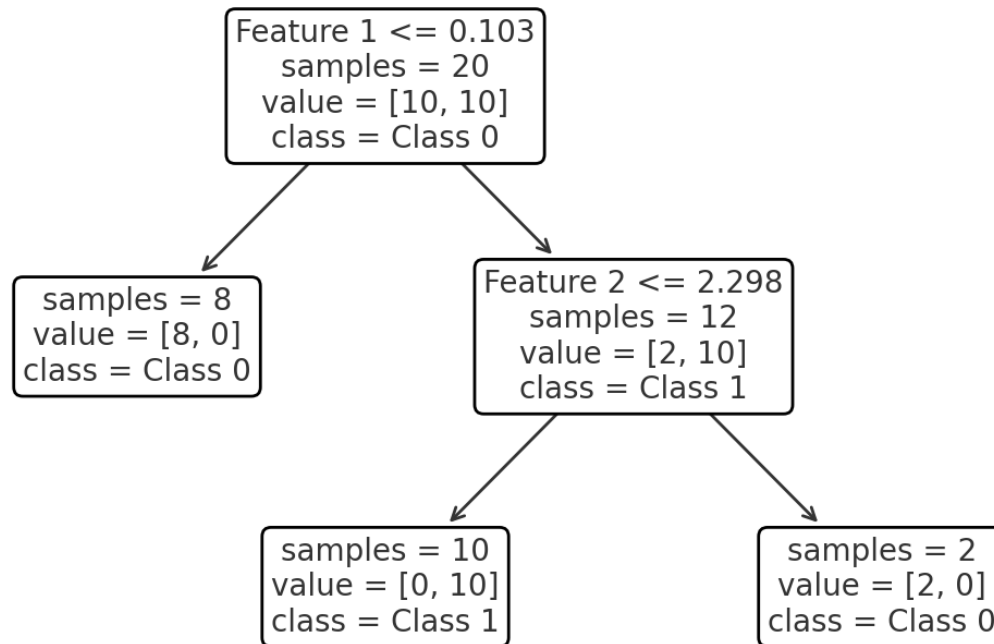 Feature 1 <= 0.103
samples = 20
value = [10, 10]
class = Class 0
samples = 8
value = [8, 0]
class = Class 0
Feature 2 <= 2.298
samples = 12
value = [2, 10]
class = Class 1
samples = 10
value = [0, 10]
class = Class 1
samples = 2
value = [2, 0]
class = Class 0